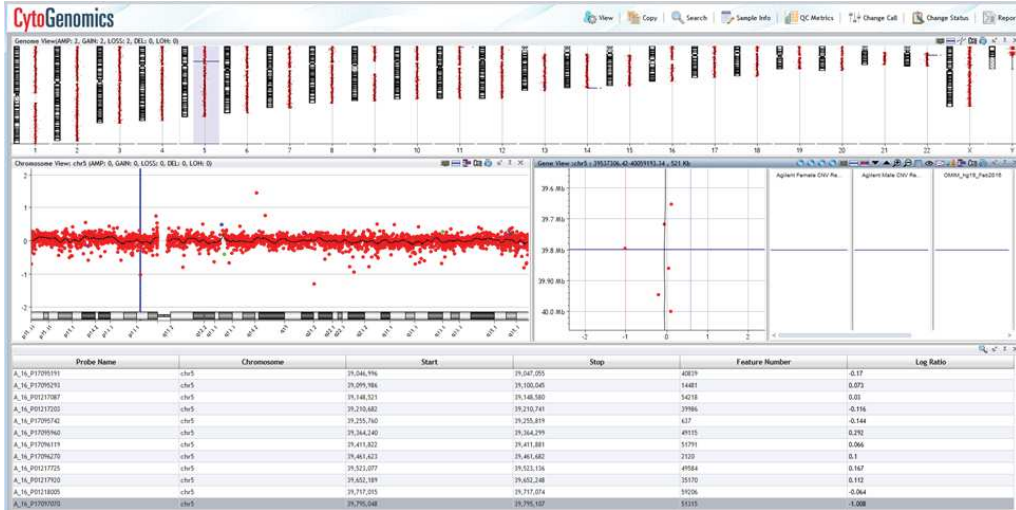 CytoGenomics
View Copy Search Sample Info QC Metrics Change Call Change Status Repor
Genome View(AMP: 2, GAIN: 2, LOSS: 2, DEL: 0, LOH: 0)
1 2 3 4 5 6 7 8 9 10 11 12 13 14 15 16 17 18 19 20 21 22 X Y
Chromosome View: chr5 (AMP: 0, GAIN: 0, LOSS: 0, DEL: 0, LOH: 0)
2
1
0
-1
-2
Gene View :chr5 : 39537306.42-40059193.34 , 521 Kb
Agilent Female CNV Re... Agilent Male CNV Re... OMIM_hg19_Feb2015
39.6 Mb
39.7 Mb
39.8 Mb
39.90 Mb
40.0 Mb
-2 -1 0 1 2
Probe Name Chromosome Start Stop Feature Number Log Ratio
A_16_P17095191 chr5 39,046,996 39,047,055 40839 -0.17
A_16_P17095293 chr5 39,099,986 39,100,045 14481 0.073
A_16_P01217087 chr5 39,148,521 39,148,580 54218 0.03
A_16_P01217203 chr5 39,210,682 39,210,741 39986 -0.116
A_16_P17095742 chr5 39,255,760 39,255,819 637 -0.144
A_16_P17095960 chr5 39,364,240 39,364,299 49115 0.292
A_16_P17096119 chr5 39,411,822 39,411,881 51791 0.066
A_16_P17096270 chr5 39,461,623 39,461,682 2120 0.1
A_16_P01217725 chr5 39,523,077 39,523,136 49584 0.167
A_16_P01217920 chr5 39,652,189 39,652,248 35170 0.112
A_16_P01218005 chr5 39,717,015 39,717,074 59206 -0.064
A_16_P17097070 chr5 39,795,048 39,795,107 51315 -1.008